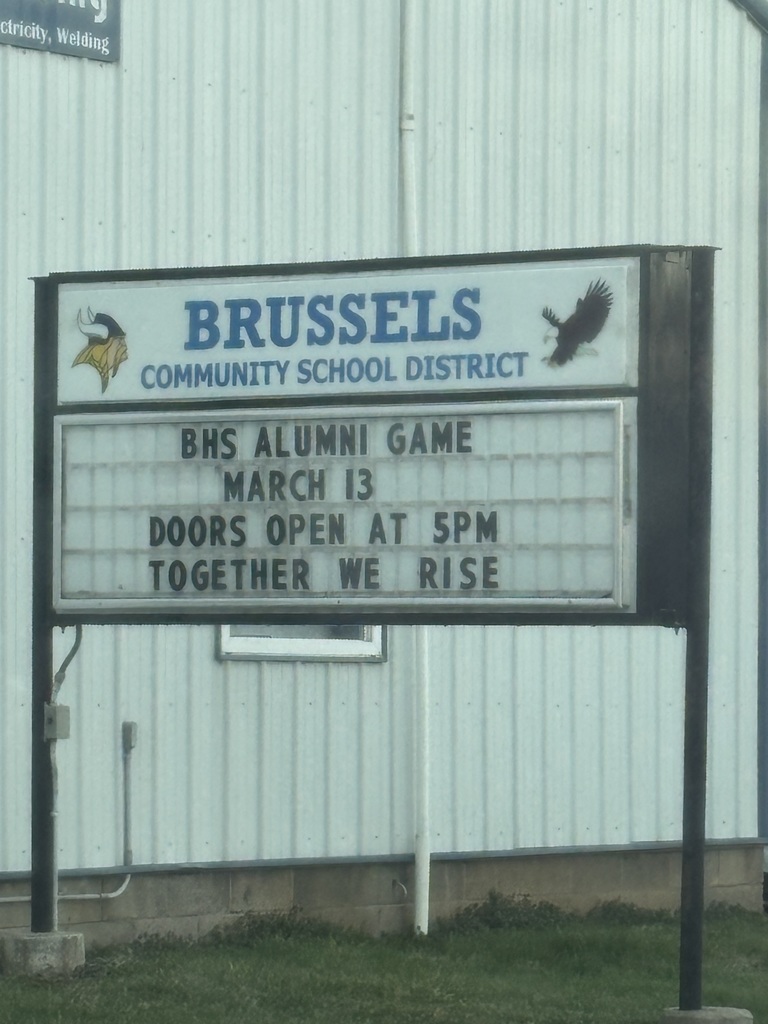 ctricity, Welding
BRUSSELS
COMMUNITY SCHOOL DISTRICT
BHS ALUMNI GAME
MARCH 13
DOORS OPEN AT 5PM
TOGETHER WE RISE